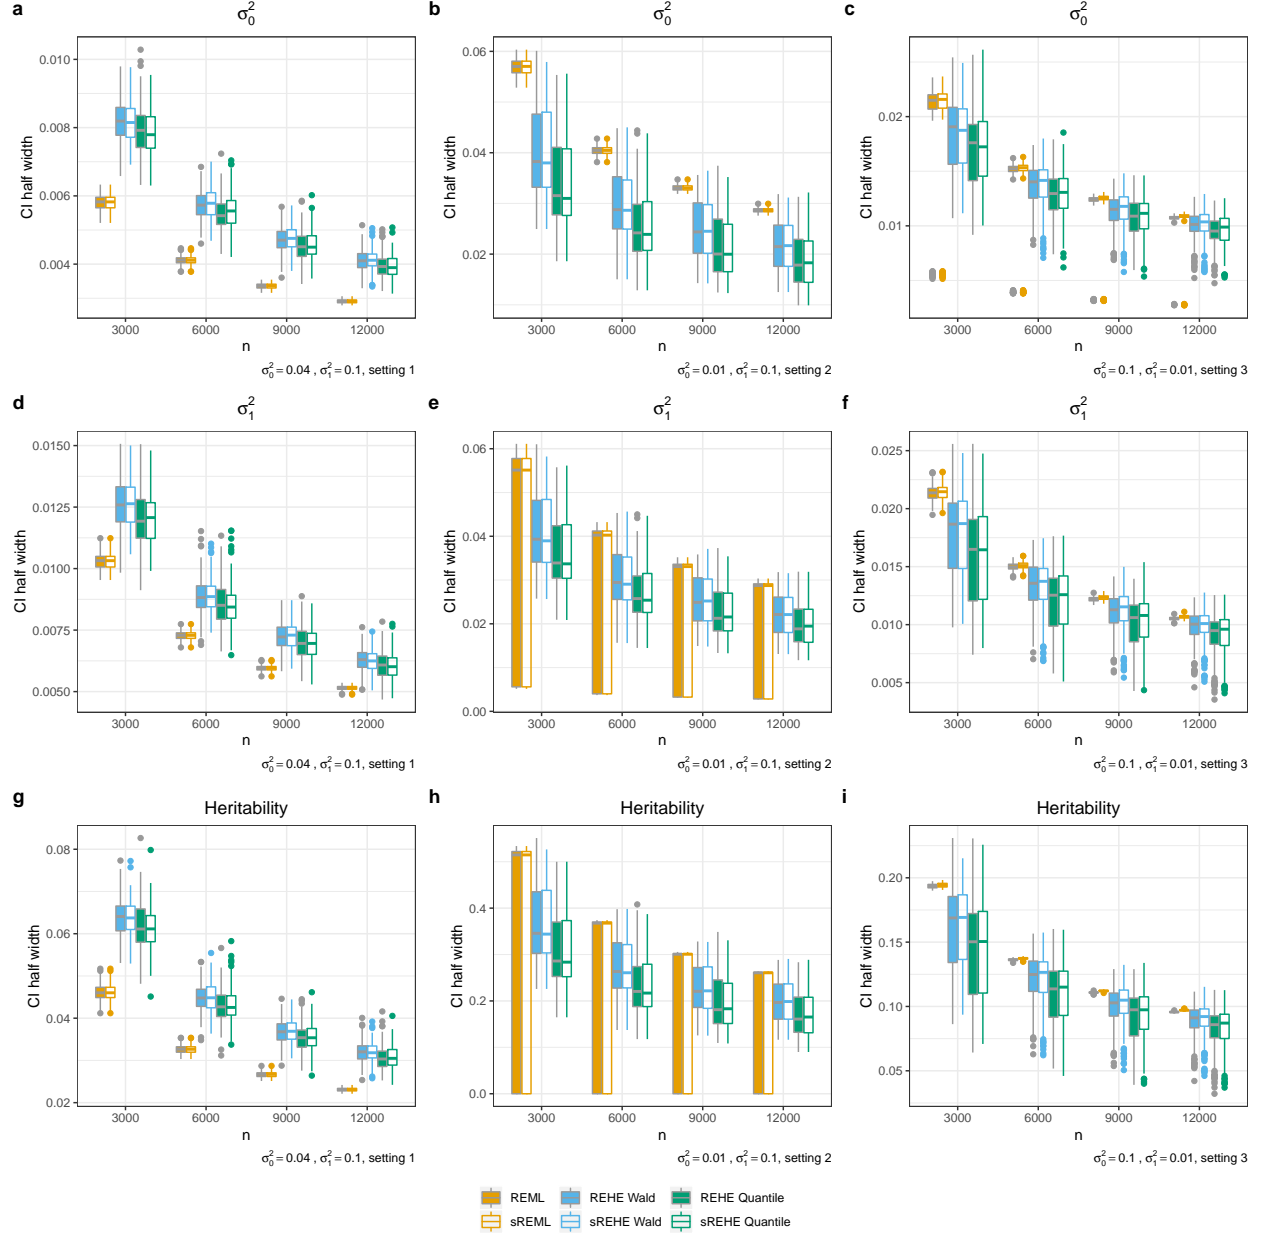 a
σ₀²
CI half width
0.010
0.008
0.006
0.004
3000 6000 9000 12000
n
σ₀² = 0.04 , σ₁² = 0.1, setting 1
b
σ₀²
CI half width
0.06
0.04
0.02
3000 6000 9000 12000
n
σ₀² = 0.01 , σ₁² = 0.1, setting 2
c
σ₀²
CI half width
0.02
0.01
3000 6000 9000 12000
n
σ₀² = 0.1 , σ₁² = 0.01, setting 3
d
σ₁²
CI half width
0.0150
0.0125
0.0100
0.0075
0.0050
3000 6000 9000 12000
n
σ₀² = 0.04 , σ₁² = 0.1, setting 1
e
σ₁²
CI half width
0.06
0.04
0.02
0.00
3000 6000 9000 12000
n
σ₀² = 0.01 , σ₁² = 0.1, setting 2
f
σ₁²
CI half width
0.025
0.020
0.015
0.010
0.005
3000 6000 9000 12000
n
σ₀² = 0.1 , σ₁² = 0.01, setting 3
g
Heritability
CI half width
0.08
0.06
0.04
0.02
3000 6000 9000 12000
n
σ₀² = 0.04 , σ₁² = 0.1, setting 1
h
Heritability
CI half width
0.4
0.2
0.0
3000 6000 9000 12000
n
σ₀² = 0.01 , σ₁² = 0.1, setting 2
i
Heritability
CI half width
0.20
0.15
0.10
0.05
3000 6000 9000 12000
n
σ₀² = 0.1 , σ₁² = 0.01, setting 3
REML REHE Wald REHE Quantile
sREML sREHE Wald sREHE Quantile